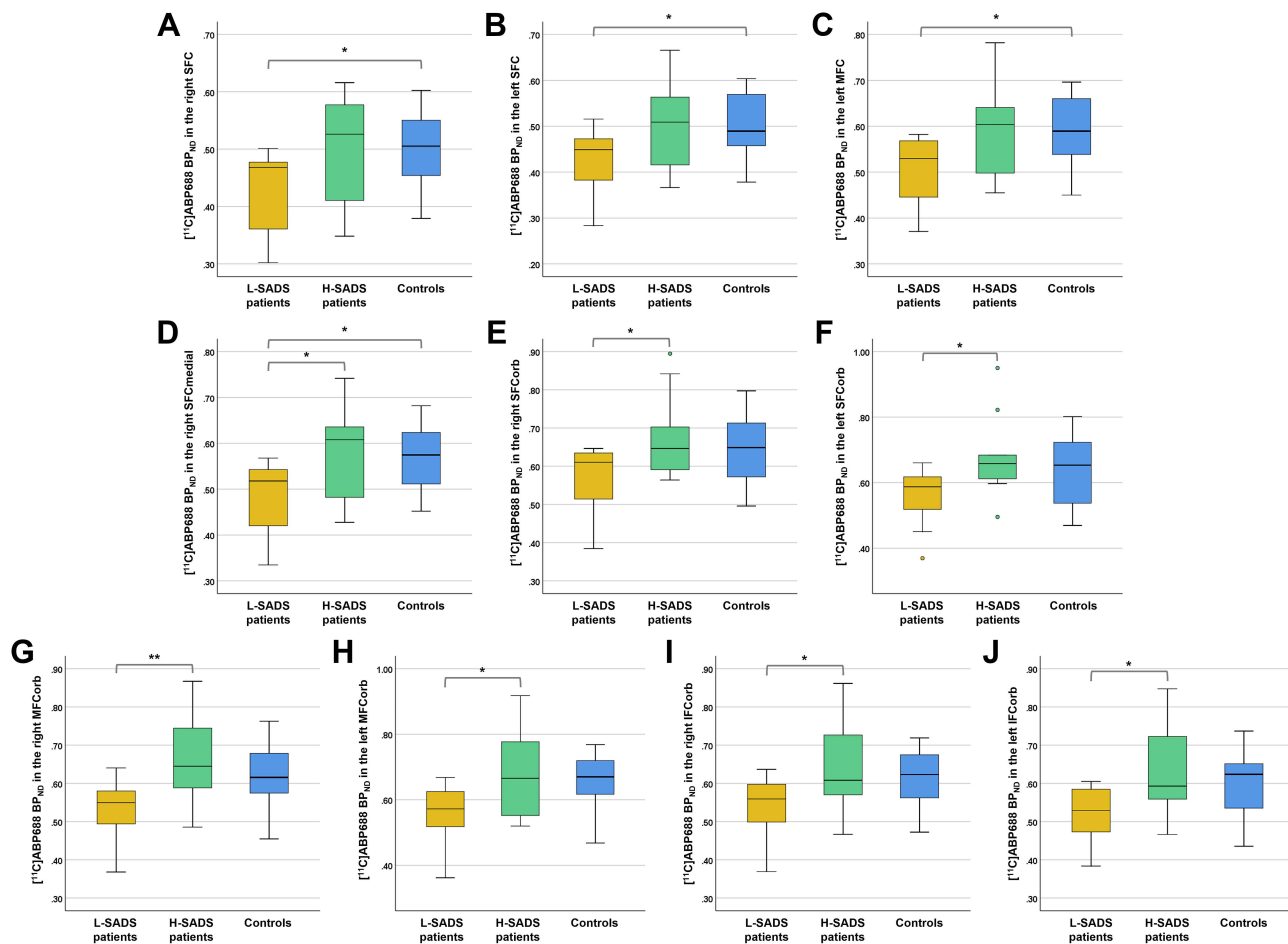 A
[¹¹C]ABP688 BPND in the right SFC
.70
.60
.50
.40
.30
*
L-SADS patients
H-SADS patients
Controls
B
[¹¹C]ABP688 BPND in the left SFC
.70
.60
.50
.40
.30
.20
*
L-SADS patients
H-SADS patients
Controls
C
[¹¹C]ABP688 BPND in the left MFC
.80
.70
.60
.50
.40
.30
*
L-SADS patients
H-SADS patients
Controls
D
[¹¹C]ABP688 BPND in the right SFCmedial
.80
.70
.60
.50
.40
.30
*
*
L-SADS patients
H-SADS patients
Controls
E
[¹¹C]ABP688 BPND in the right SFCorb
.90
.80
.70
.60
.50
.40
.30
*
L-SADS patients
H-SADS patients
Controls
F
[¹¹C]ABP688 BPND in the left SFCorb
1.00
.80
.60
.40
*
L-SADS patients
H-SADS patients
Controls
G
[¹¹C]ABP688 BPND in the right MFCorb
.90
.80
.70
.60
.50
.40
.30
**
L-SADS patients
H-SADS patients
Controls
H
[¹¹C]ABP688 BPND in the left MFCorb
1.00
.80
.60
.40
*
L-SADS patients
H-SADS patients
Controls
I
[¹¹C]ABP688 BPND in the right IFCorb
.90
.80
.70
.60
.50
.40
.30
*
L-SADS patients
H-SADS patients
Controls
J
[¹¹C]ABP688 BPND in the left IFCorb
.90
.80
.70
.60
.50
.40
.30
*
L-SADS patients
H-SADS patients
Controls